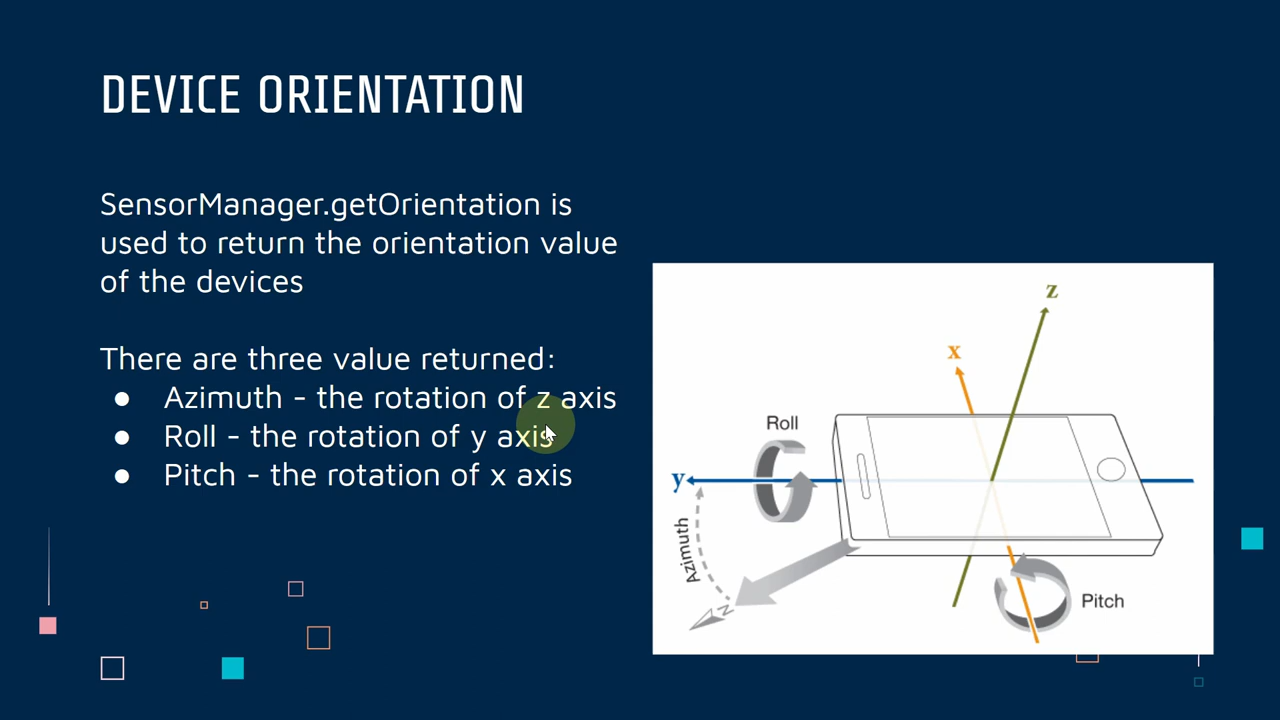 DEVICE ORIENTATION
SensorManager.getOrientation is
used to return the orientation value
of the devices
There are three value returned:
● Azimuth - the rotation of z axis
● Roll - the rotation of y axis
● Pitch - the rotation of x axis
z
x
Roll
y
Azimuth
N
Pitch